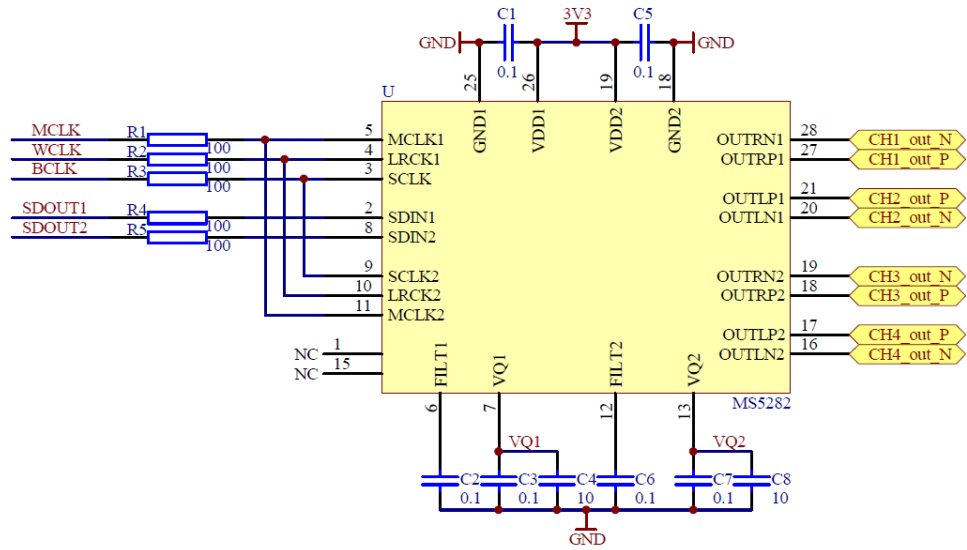 C1 3V3 C5
GND GND
0.1 0.1
25 26 19 18
U
GND1 VDD1 VDD2 GND2
MCLK R1 100 5 MCLK1 OUTRN1 28 CH1_out_N
WCLK R2 100 4 LRCK1 OUTRP1 27 CH1_out_P
BCLK R3 100 3 SCLK
OUTLP1 21 CH2_out_P
SDOUT1 R4 100 2 SDIN1 OUTLN1 20 CH2_out_N
SDOUT2 R5 100 8 SDIN2
9 SCLK2 OUTRN2 19 CH3_out_N
10 LRCK2 OUTRP2 18 CH3_out_P
11 MCLK2
OUTLP2 17 CH4_out_P
NC 1 OUTLN2 16 CH4_out_N
NC 15
FILT1 VQ1 FILT2 VQ2
MS5282
6 7 12 13
VQ1 VQ2
C2 C3 C4 C6 C7 C8
0.1 0.1 10 0.1 0.1 10
GND